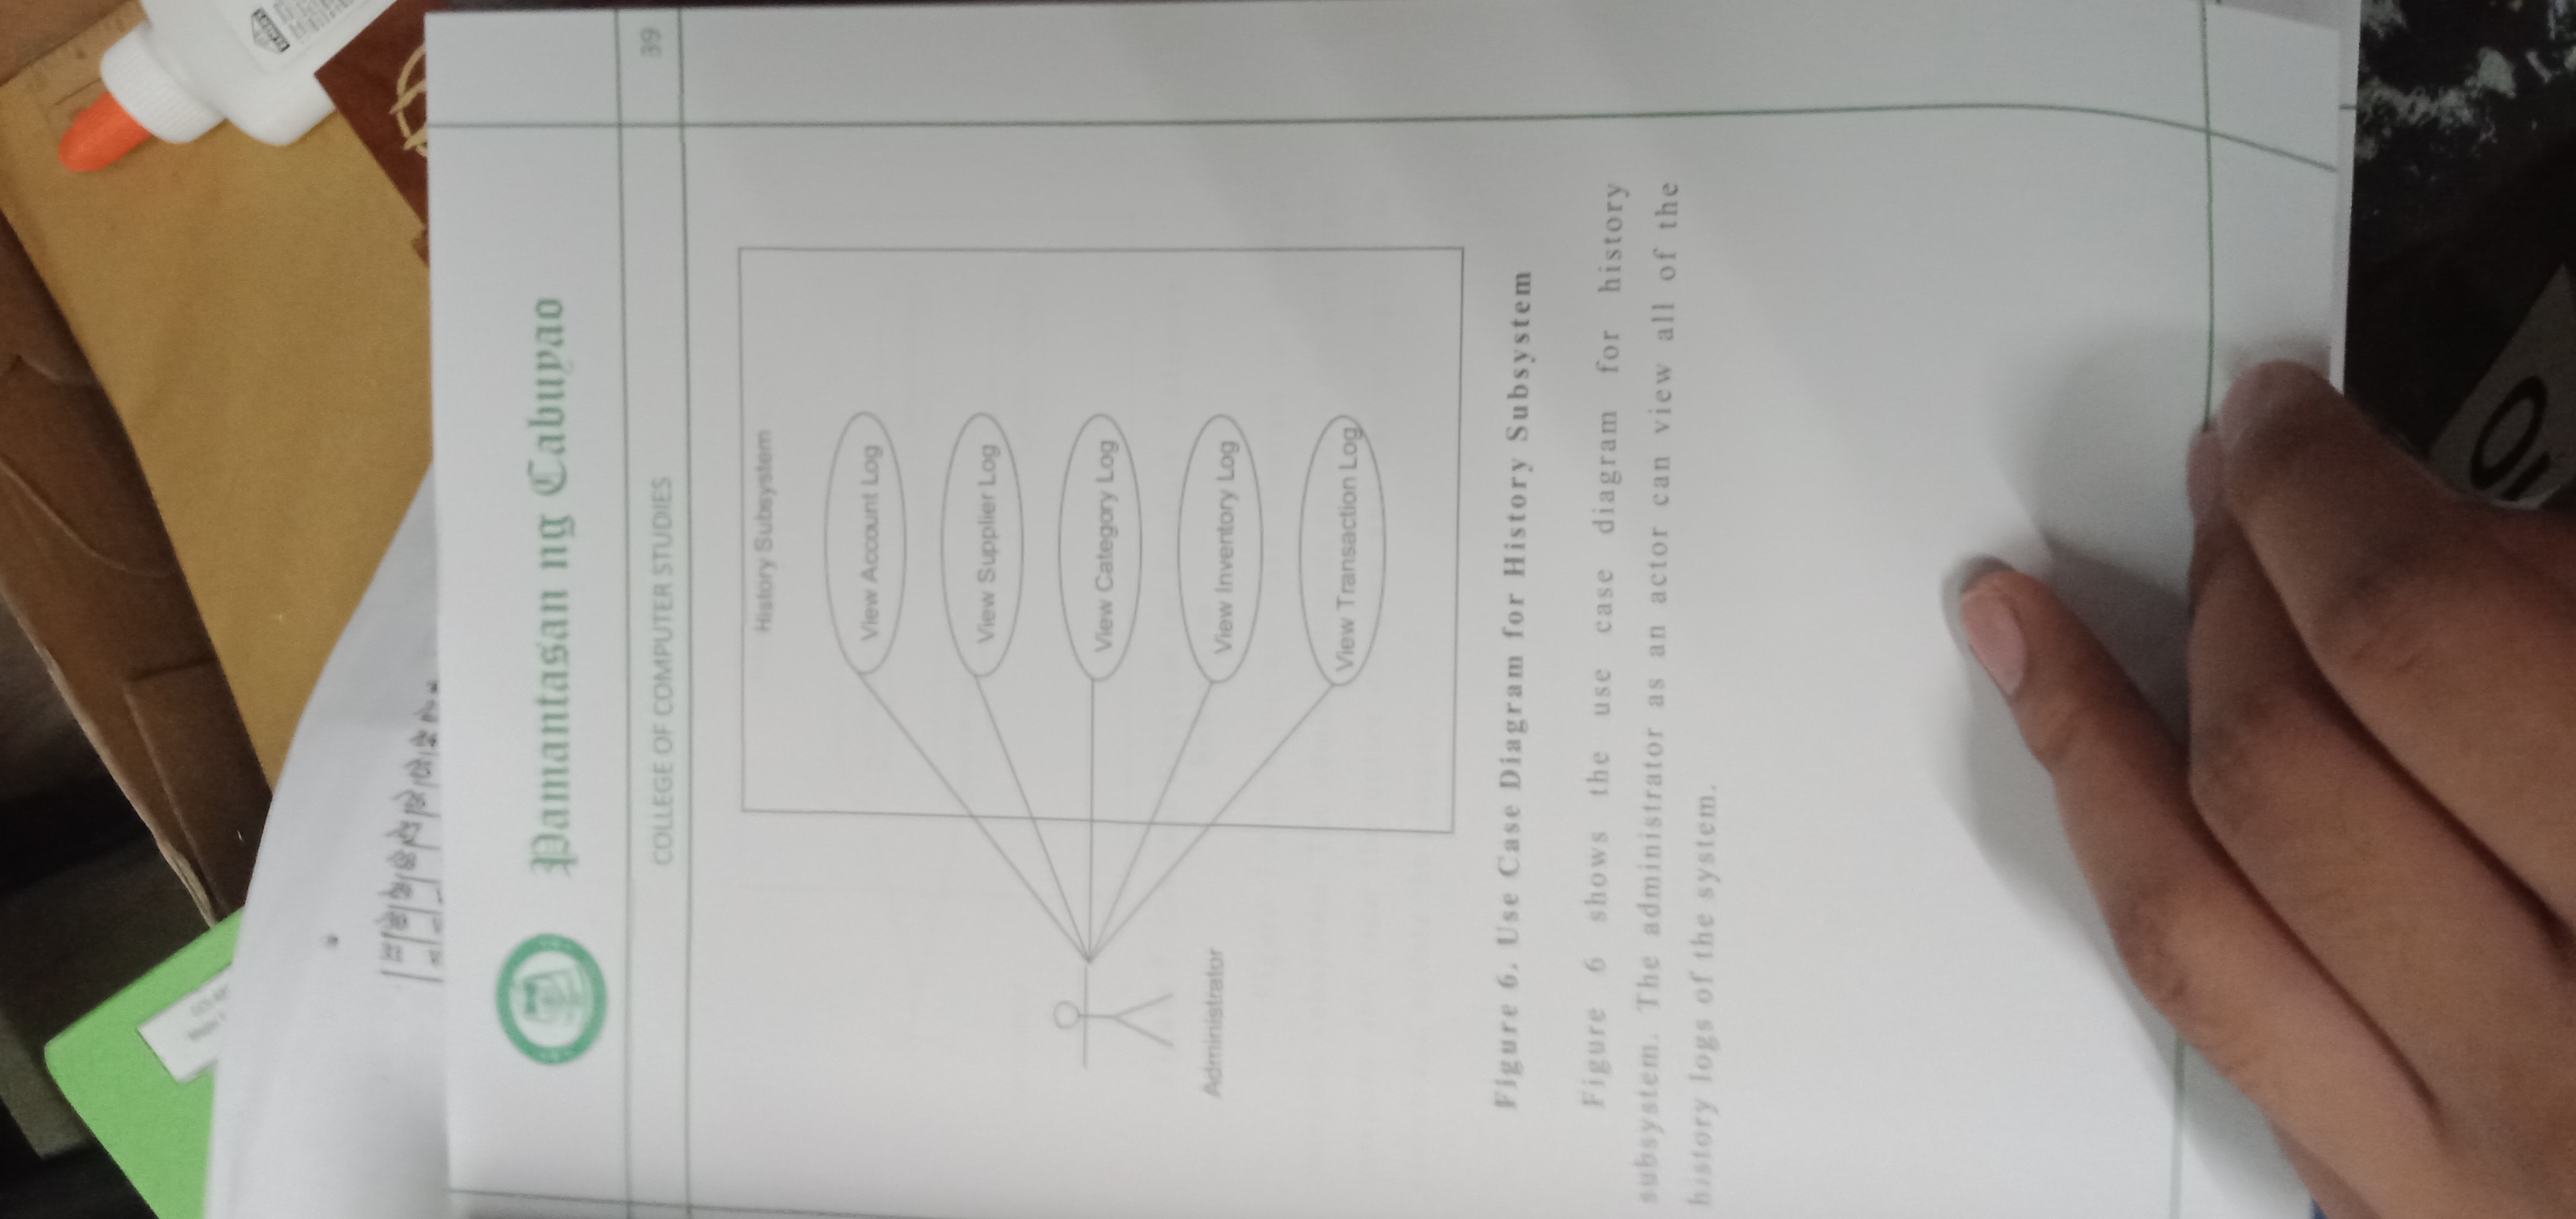 ELMER'S
Pamantasan ng Cabuyao
COLLEGE OF COMPUTER STUDIES
39
History Subsystem
View Account Log
View Supplier Log
View Category Log
View Inventory Log
View Transaction Log
Administrator
Figure 6. Use Case Diagram for History Subsystem
Figure 6 shows the use case diagram for history
subsystem. The administrator as an actor can view all of the
history logs of the system.
10